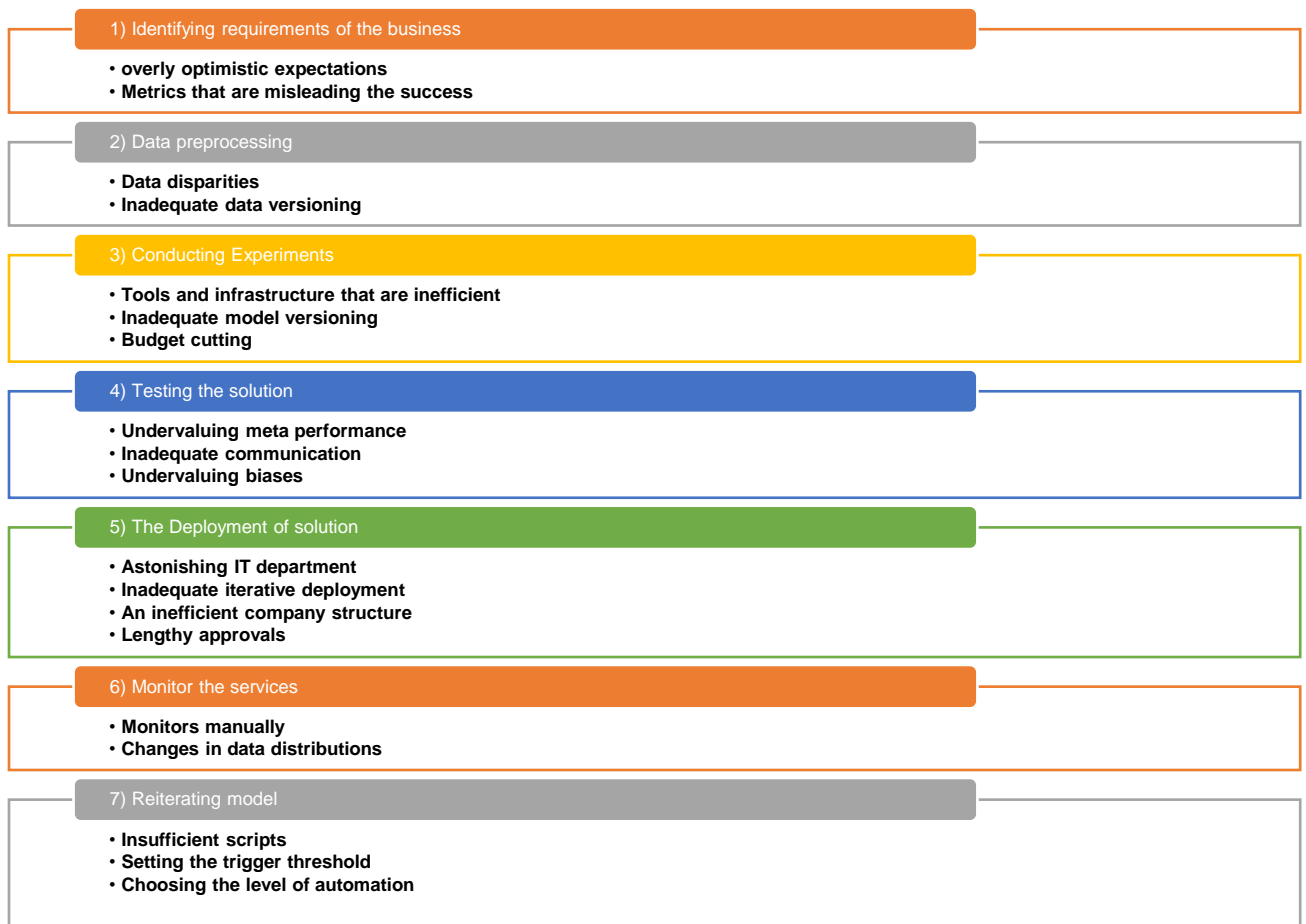 1) Identifying requirements of the business
• overly optimistic expectations
• Metrics that are misleading the success
2) Data preprocessing
• Data disparities
• Inadequate data versioning
3) Conducting Experiments
• Tools and infrastructure that are inefficient
• Inadequate model versioning
• Budget cutting
4) Testing the solution
• Undervaluing meta performance
• Inadequate communication
• Undervaluing biases
5) The Deployment of solution
• Astonishing IT department
• Inadequate iterative deployment
• An inefficient company structure
• Lengthy approvals
6) Monitor the services
• Monitors manually
• Changes in data distributions
7) Reiterating model
• Insufficient scripts
• Setting the trigger threshold
• Choosing the level of automation